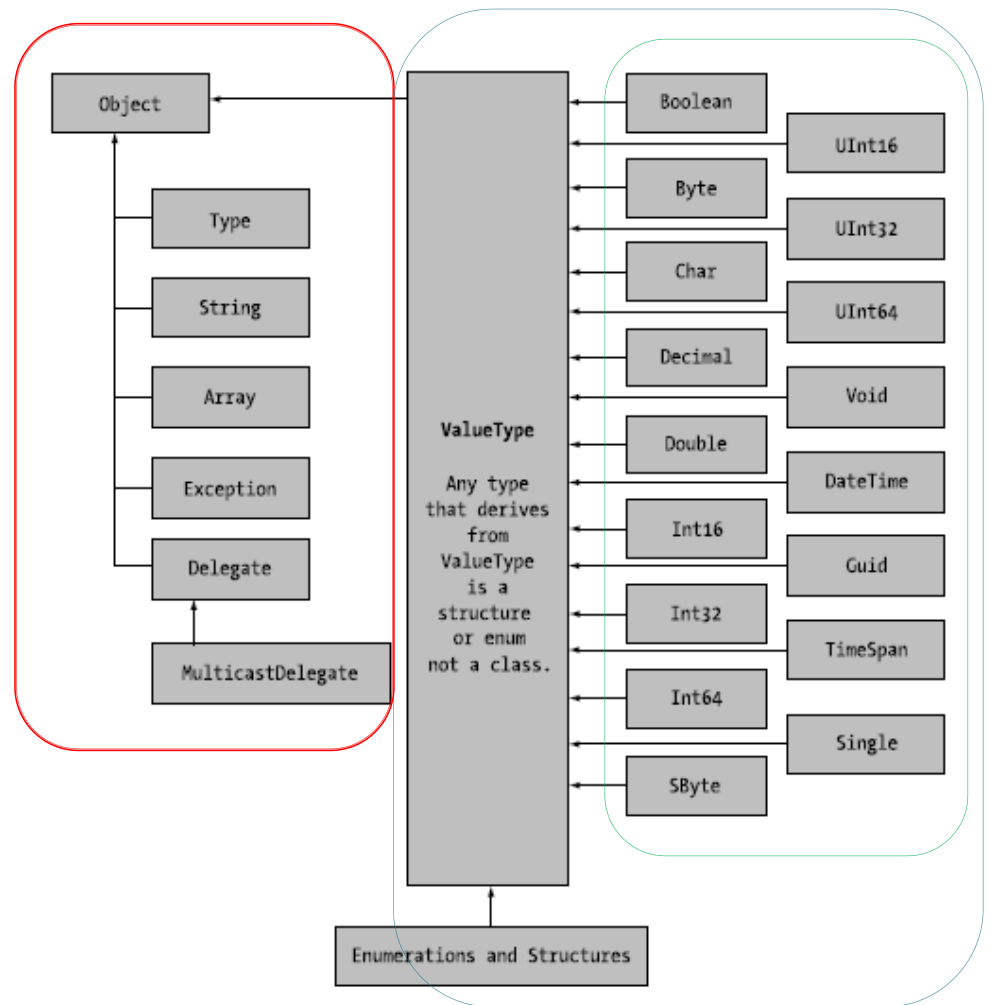 Object
Type
String
Array
Exception
Delegate
MulticastDelegate
ValueType
Any type
that derives
from
ValueType
is a
structure
or enum
not a class.
Boolean
UInt16
Byte
UInt32
Char
UInt64
Decimal
Void
Double
DateTime
Int16
Guid
Int32
TimeSpan
Int64
Single
SByte
Enumerations and Structures